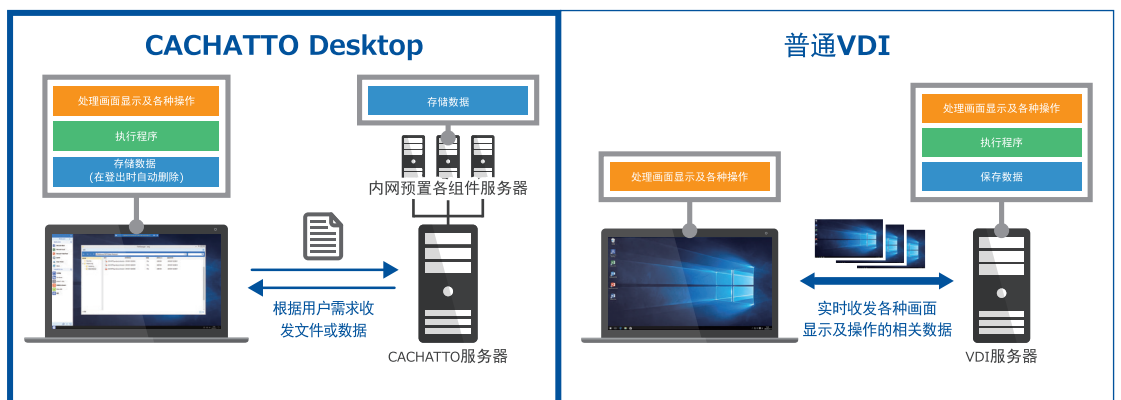 CACHATTO Desktop
处理画面显示及各种操作
执行程序
存储数据
(在登出时自动删除)
存储数据
内网预置各组件服务器
根据用户需求收
发文件或数据
CACHATTO服务器
普通VDI
处理画面显示及各种操作
处理画面显示及各种操作
执行程序
保存数据
实时收发各种画面
显示及操作的相关数据
VDI服务器